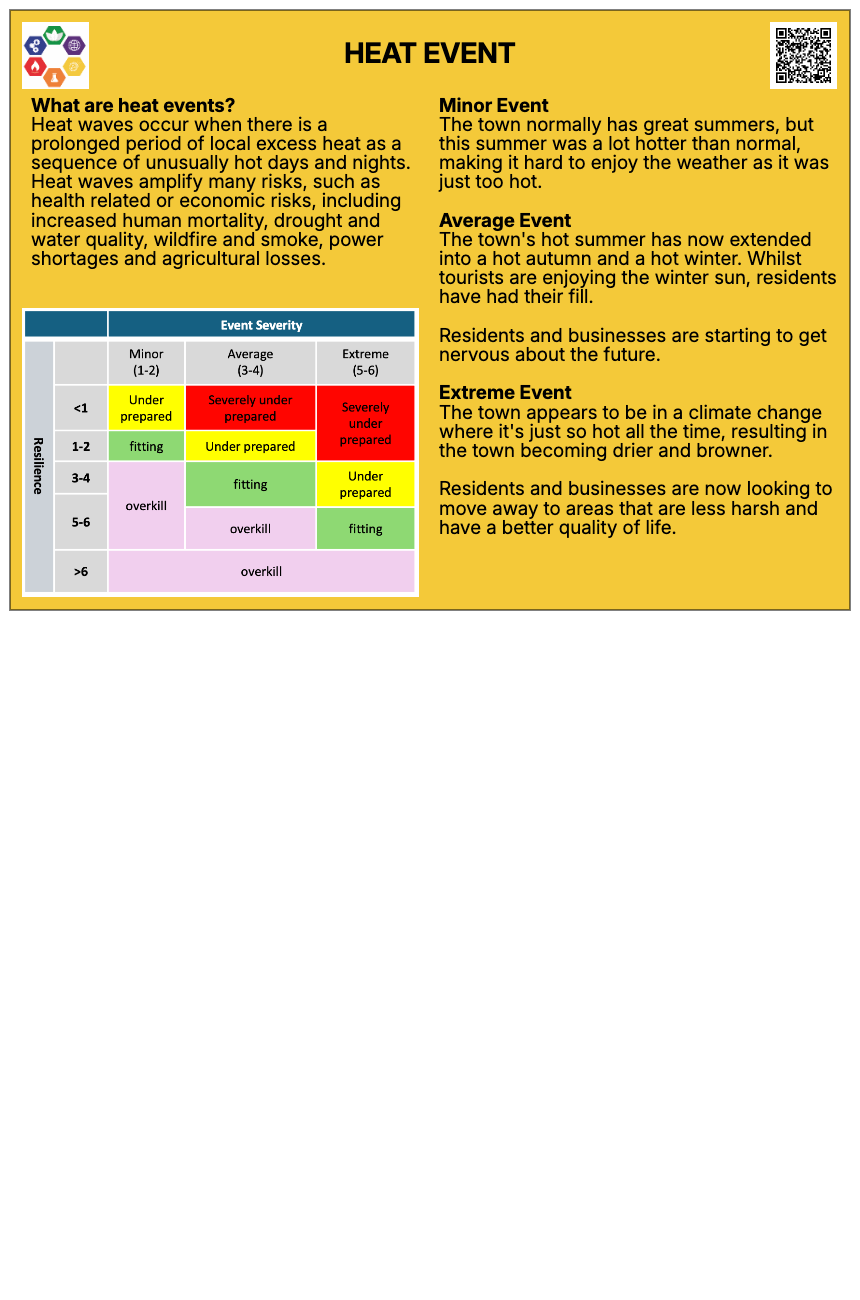 HEAT EVENT
What are heat events?
Heat waves occur when there is a
prolonged period of local excess heat as a
sequence of unusually hot days and nights.
Heat waves amplify many risks, such as
health related or economic risks, including
increased human mortality, drought and
water quality, wildfire and smoke, power
shortages and agricultural losses.
Event Severity
Minor
(1-2)
Average
(3-4)
Extreme
(5-6)
Resilience
<1
Under
prepared
Severely under
prepared
Severely
under
prepared
1-2
fitting
Under prepared
3-4
overkill
fitting
Under
prepared
5-6
overkill
fitting
>6
overkill
Minor Event
The town normally has great summers, but
this summer was a lot hotter than normal,
making it hard to enjoy the weather as it was
just too hot.
Average Event
The town's hot summer has now extended
into a hot autumn and a hot winter. Whilst
tourists are enjoying the winter sun, residents
have had their fill.
Residents and businesses are starting to get
nervous about the future.
Extreme Event
The town appears to be in a climate change
where it's just so hot all the time, resulting in
the town becoming drier and browner.
Residents and businesses are now looking to
move away to areas that are less harsh and
have a better quality of life.